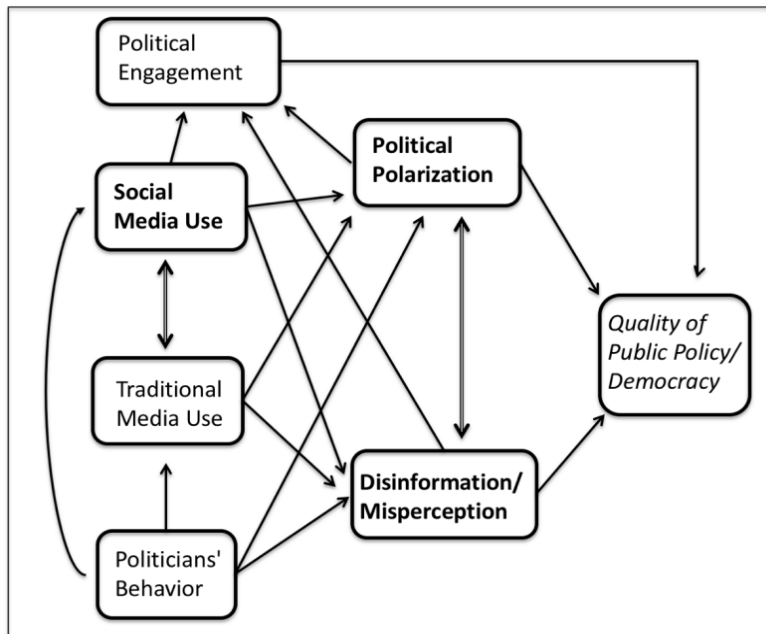 Political
Engagement
Political
Polarization
Social
Media Use
Quality of
Public Policy/
Democracy
Traditional
Media Use
Disinformation/
Misperception
Politicians'
Behavior